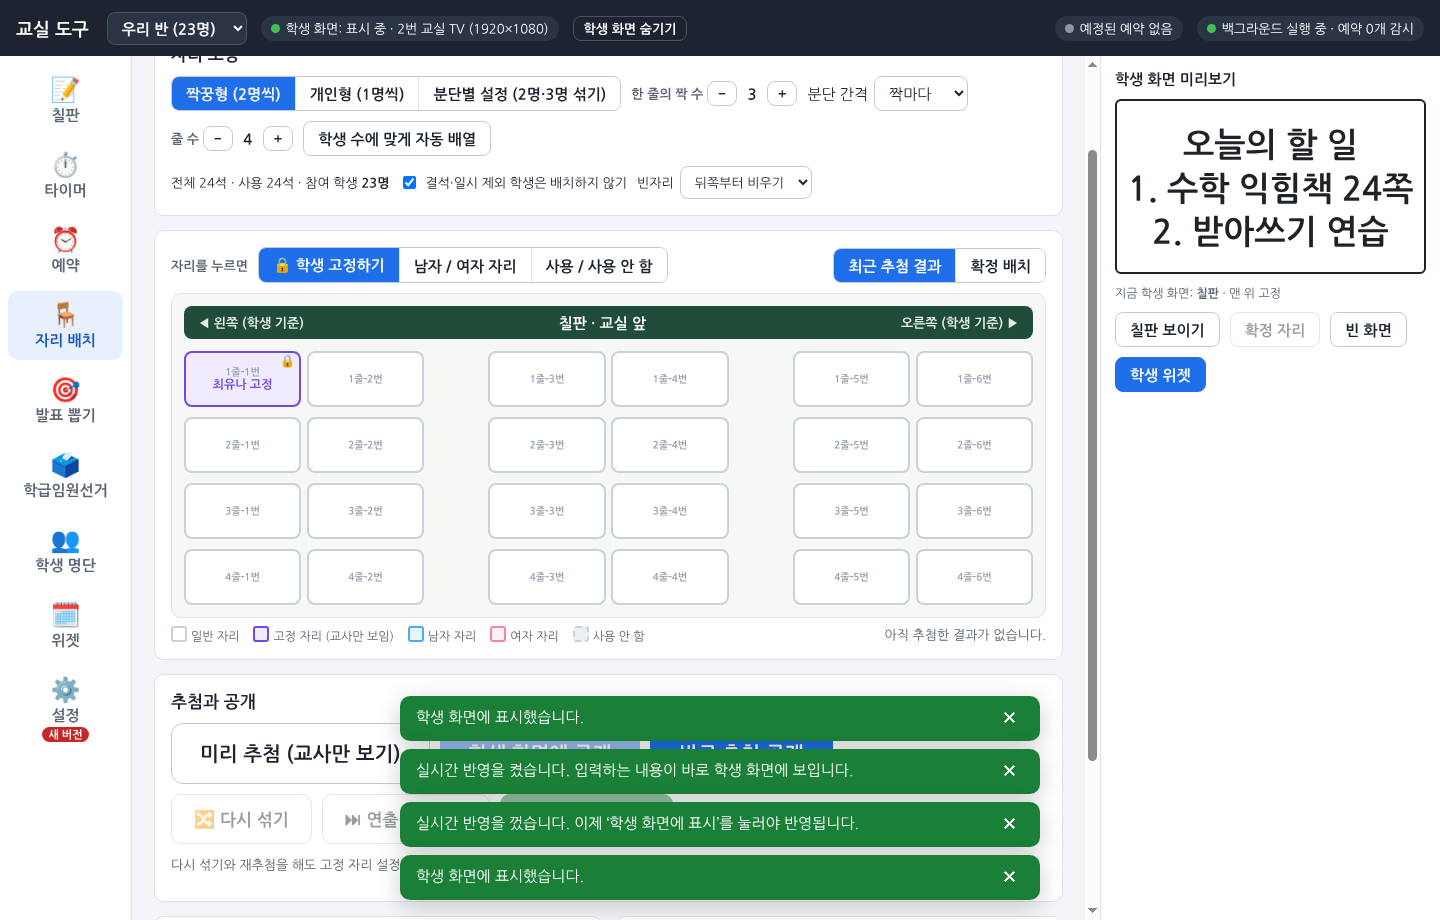 교실 도구
우리 반 (23명)
학생 화면: 표시 중 · 2번 교실 TV (1920×1080)
학생 화면 숨기기
예정된 예약 없음
백그라운드 실행 중 · 예약 0개 감시
칠판
타이머
예약
자리 배치
발표 뽑기
학급임원선거
학생 명단
위젯
설정
새 버전
짝꿍형 (2명씩)
개인형 (1명씩)
분단별 설정 (2명·3명 섞기)
한 줄의 짝 수
− 3 +
분단 간격
짝마다
줄 수
− 4 +
학생 수에 맞게 자동 배열
전체 24석 · 사용 24석 · 참여 학생 23명
결석·일시 제외 학생은 배치하지 않기
빈자리
뒤쪽부터 비우기
자리를 누르면
학생 고정하기
남자 / 여자 자리
사용 / 사용 안 함
최근 추첨 결과
확정 배치
◀ 왼쪽 (학생 기준)
칠판 · 교실 앞
오른쪽 (학생 기준) ▶
1줄-1번
최유나 고정
1줄-2번
1줄-3번
1줄-4번
1줄-5번
1줄-6번
2줄-1번
2줄-2번
2줄-3번
2줄-4번
2줄-5번
2줄-6번
3줄-1번
3줄-2번
3줄-3번
3줄-4번
3줄-5번
3줄-6번
4줄-1번
4줄-2번
4줄-3번
4줄-4번
4줄-5번
4줄-6번
일반 자리
고정 자리 (교사만 보임)
남자 자리
여자 자리
사용 안 함
아직 추첨한 결과가 없습니다.
추첨과 공개
미리 추첨 (교사만 보기)
다시 섞기
연출
다시 섞기와 재추첨을 해도 고정 자리 설정
학생 화면에 표시했습니다.
실시간 반영을 켰습니다. 입력하는 내용이 바로 학생 화면에 보입니다.
실시간 반영을 껐습니다. 이제 ‘학생 화면에 표시’를 눌러야 반영됩니다.
학생 화면에 표시했습니다.
학생 화면 미리보기
오늘의 할 일
1. 수학 익힘책 24쪽
2. 받아쓰기 연습
지금 학생 화면: 칠판 · 맨 위 고정
칠판 보이기
확정 자리
빈 화면
학생 위젯